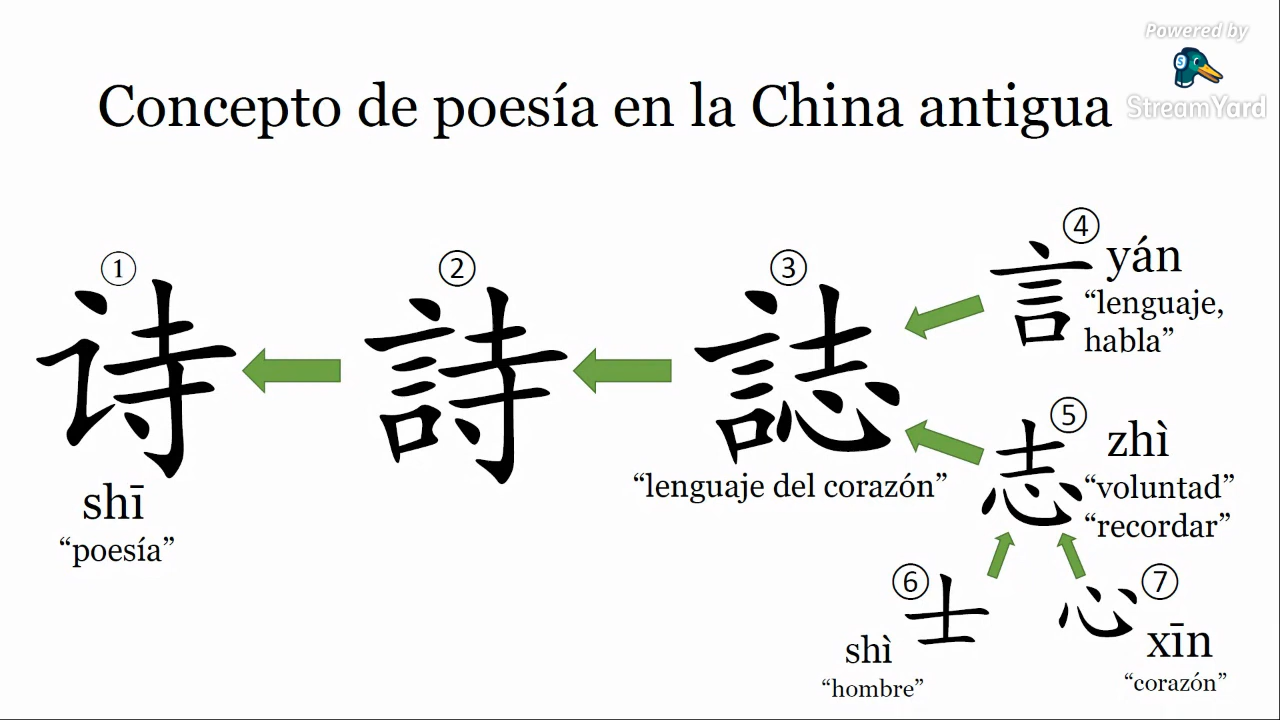 Powered by
StreamYard
Concepto de poesía en la China antigua
① 诗
shī
“poesía”
② 詩
③ 誌
“lenguaje del corazón”
④ 言 yán
“lenguaje,
habla”
⑤ 志 zhì
“voluntad”
“recordar”
⑥ 士
shì
“hombre”
⑦ 心
xīn
“corazón”